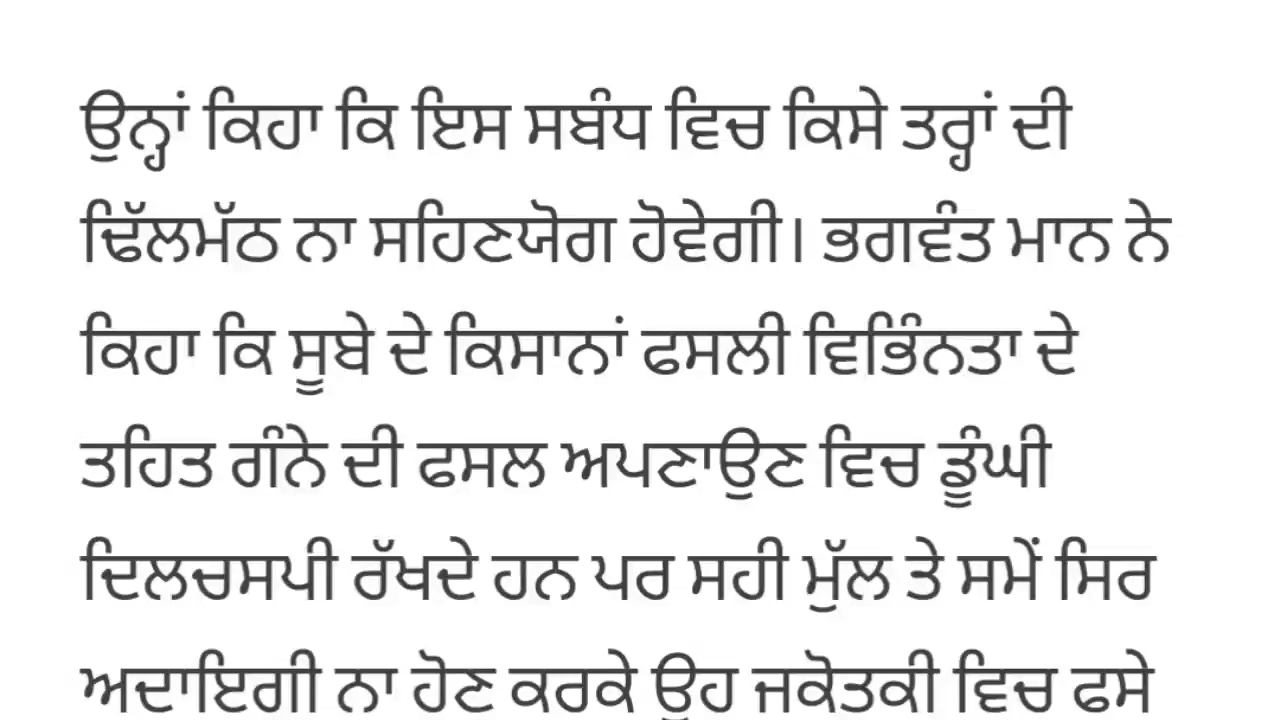 ਉਨ੍ਹਾਂ ਕਿਹਾ ਕਿ ਇਸ ਸਬੰਧ ਵਿਚ ਕਿਸੇ ਤਰ੍ਹਾਂ ਦੀ
ਢਿੱਲਮੱਠ ਨਾ ਸਹਿਣਯੋਗ ਹੋਵੇਗੀ। ਭਗਵੰਤ ਮਾਨ ਨੇ
ਕਿਹਾ ਕਿ ਸੂਬੇ ਦੇ ਕਿਸਾਨਾਂ ਫਸਲੀ ਵਿਭਿੰਨਤਾ ਦੇ
ਤਹਿਤ ਗੰਨੇ ਦੀ ਫਸਲ ਅਪਣਾਉਣ ਵਿਚ ਡੂੰਘੀ
ਦਿਲਚਸਪੀ ਰੱਖਦੇ ਹਨ ਪਰ ਸਹੀ ਮੁੱਲ ਤੇ ਸਮੇਂ ਸਿਰ
ਅਦਾਇਗੀ ਨਾ ਹੋਣ ਕਰਕੇ ਉਹ ਜਕੋਤਕੀ ਵਿਚ ਫਸੇ